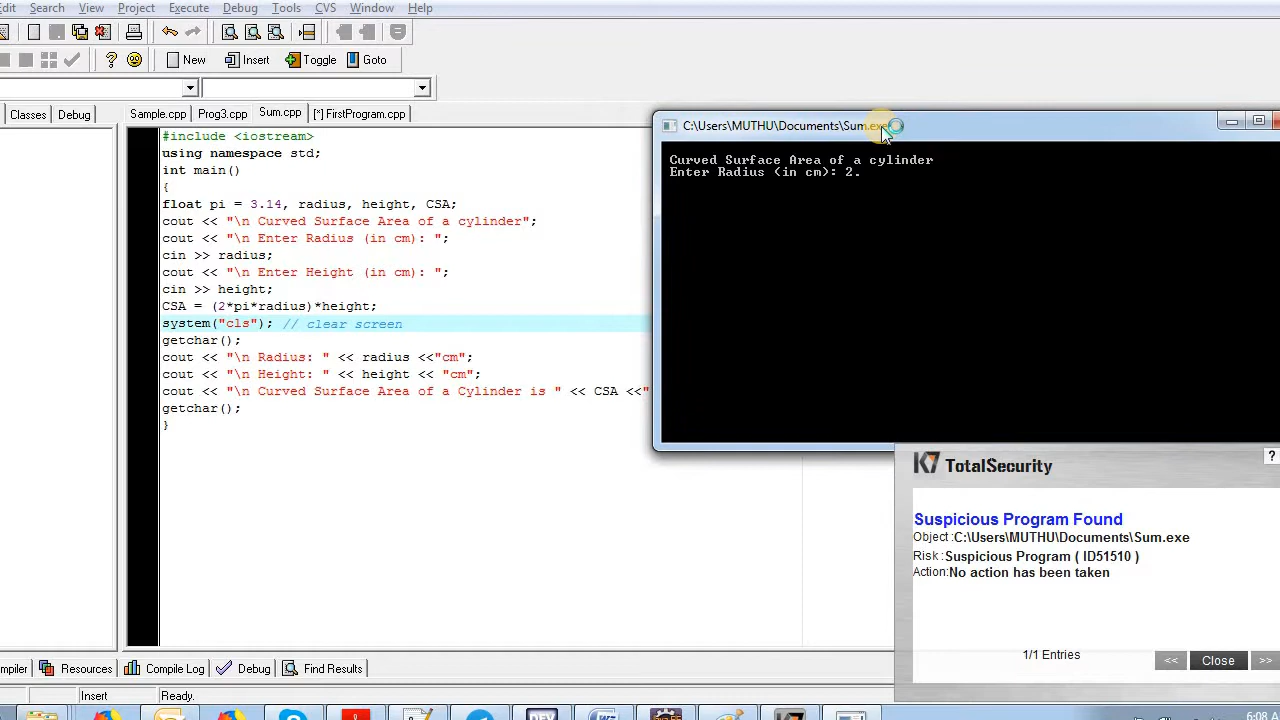 Edit Search View Project Execute Debug Tools CVS Window Help
New Insert Toggle Goto
Classes Debug
Sample.cpp Prog3.cpp Sum.cpp [*] FirstProgram.cpp
#include <iostream>
using namespace std;
int main()
{
float pi = 3.14, radius, height, CSA;
cout << "\n Curved Surface Area of a cylinder";
cout << "\n Enter Radius (in cm): ";
cin >> radius;
cout << "\n Enter Height (in cm): ";
cin >> height;
CSA = (2*pi*radius)*height;
system("cls"); // clear screen
getchar();
cout << "\n Radius: " << radius <<"cm";
cout << "\n Height: " << height << "cm";
cout << "\n Curved Surface Area of a Cylinder is " << CSA <<"
getchar();
}
C:\Users\MUTHU\Documents\Sum.exe
Curved Surface Area of a cylinder
Enter Radius (in cm): 2.
K7 TotalSecurity
?
Suspicious Program Found
Object :C:\Users\MUTHU\Documents\Sum.exe
Risk :Suspicious Program ( ID51510 )
Action:No action has been taken
1/1 Entries
<< Close >>
mpiler Resources Compile Log Debug Find Results
Insert Ready.
DEV
6:08 A